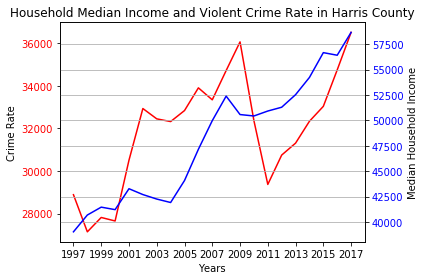 Household Median Income and Violent Crime Rate in Harris County
36000
34000
32000
30000
28000
Crime Rate
57500
55000
52500
50000
47500
45000
42500
40000
Median Household Income
1997 1999 2001 2003 2005 2007 2009 2011 2013 2015 2017
Years